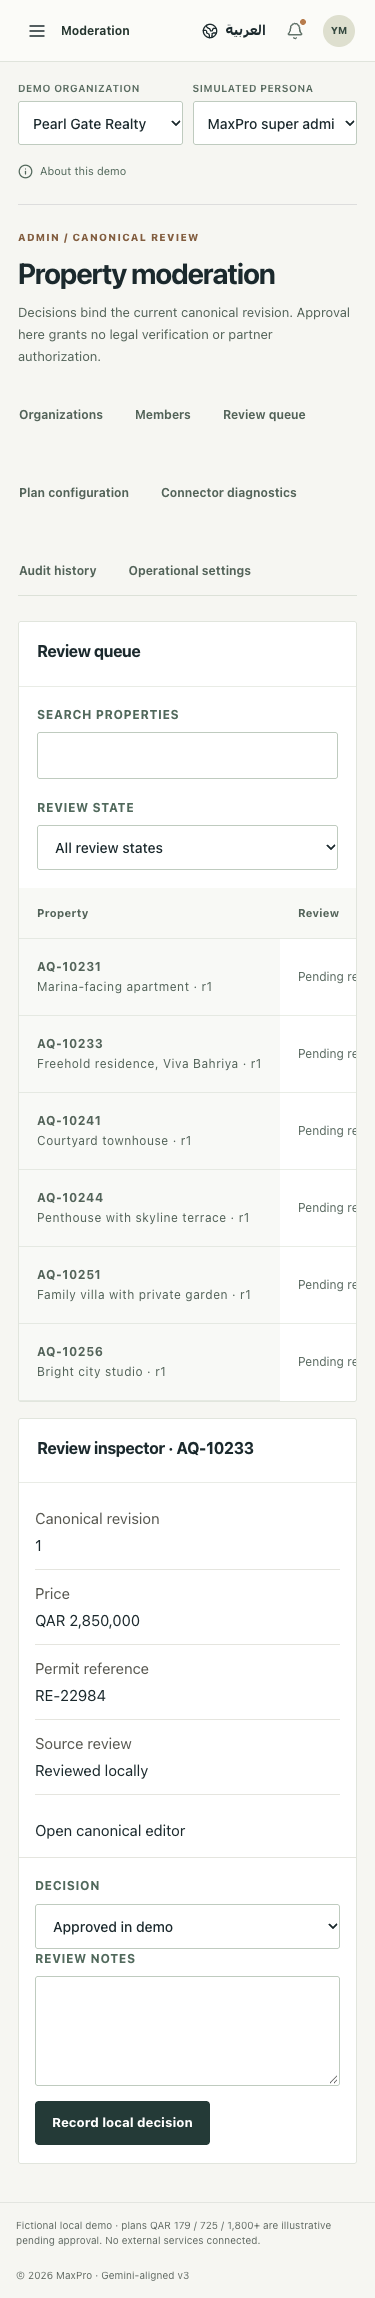 Moderation
العربية
YM
DEMO ORGANIZATION
SIMULATED PERSONA
Pearl Gate Realty
MaxPro super admi
About this demo
ADMIN / CANONICAL REVIEW
Property moderation
Decisions bind the current canonical revision. Approval
here grants no legal verification or partner
authorization.
Organizations
Members
Review queue
Plan configuration
Connector diagnostics
Audit history
Operational settings
Review queue
SEARCH PROPERTIES
REVIEW STATE
All review states
Property
Review
AQ-10231
Marina-facing apartment · r1
Pending re
AQ-10233
Freehold residence, Viva Bahriya · r1
Pending re
AQ-10241
Courtyard townhouse · r1
Pending re
AQ-10244
Penthouse with skyline terrace · r1
Pending re
AQ-10251
Family villa with private garden · r1
Pending re
AQ-10256
Bright city studio · r1
Pending re
Review inspector · AQ-10233
Canonical revision
1
Price
QAR 2,850,000
Permit reference
RE-22984
Source review
Reviewed locally
Open canonical editor
DECISION
Approved in demo
REVIEW NOTES
Record local decision
Fictional local demo · plans QAR 179 / 725 / 1,800+ are illustrative
pending approval. No external services connected.
© 2026 MaxPro · Gemini-aligned v3